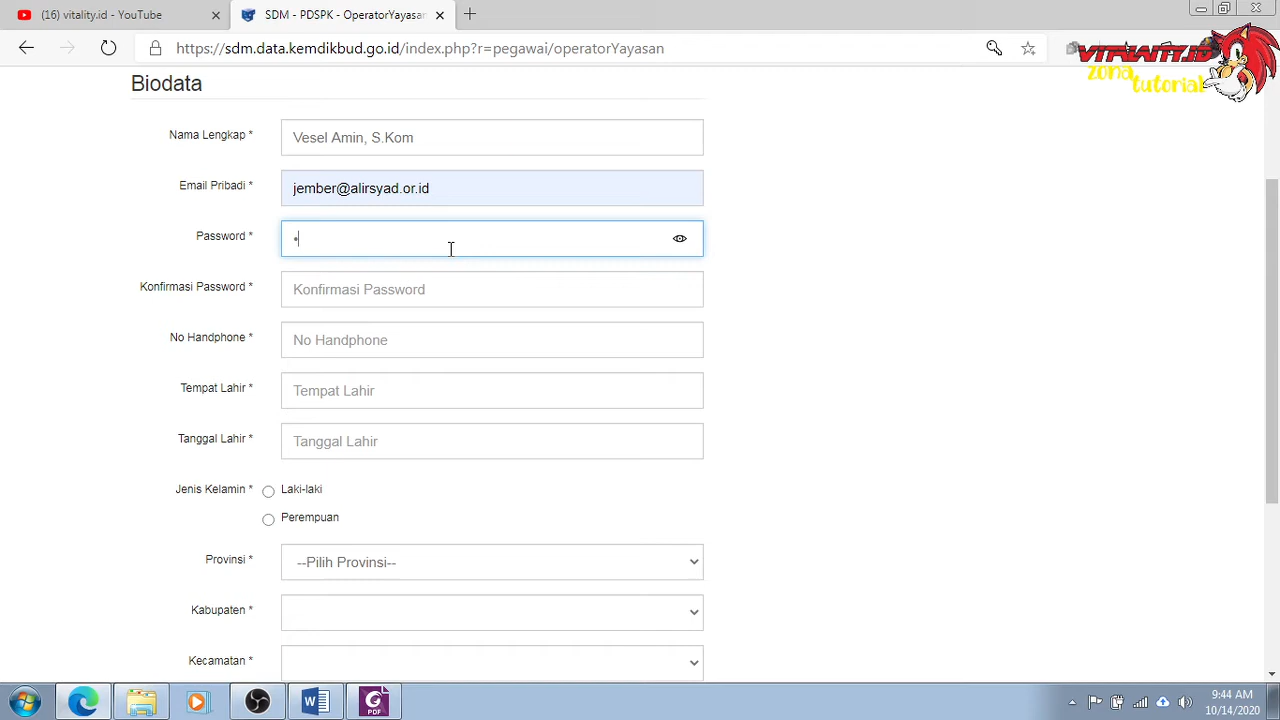 (16) vitality.id - YouTube
SDM - PDSPK - OperatorYayasan
https://sdm.data.kemdikbud.go.id/index.php?r=pegawai/operatorYayasan
VITALITY.ID
zona
tutorial
Biodata
Nama Lengkap *
Vesel Amin, S.Kom
Email Pribadi *
jember@alirsyad.or.id
Password *
Konfirmasi Password *
Konfirmasi Password
No Handphone *
No Handphone
Tempat Lahir *
Tempat Lahir
Tanggal Lahir *
Tanggal Lahir
Jenis Kelamin *
Laki-laki
Perempuan
Provinsi *
--Pilih Provinsi--
Kabupaten *
Kecamatan *
PDF
9:44 AM
10/14/2020